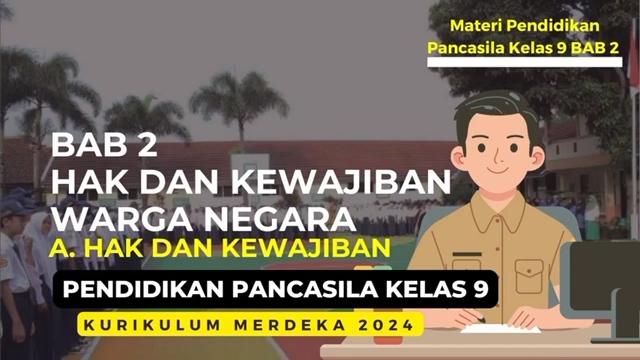 Materi Pendidikan
Pancasila Kelas 9 BAB 2
BAB 2
HAK DAN KEWAJIBAN
WARGA NEGARA
A. HAK DAN KEWAJIBAN
PENDIDIKAN PANCASILA KELAS 9
KURIKULUM MERDEKA 2024